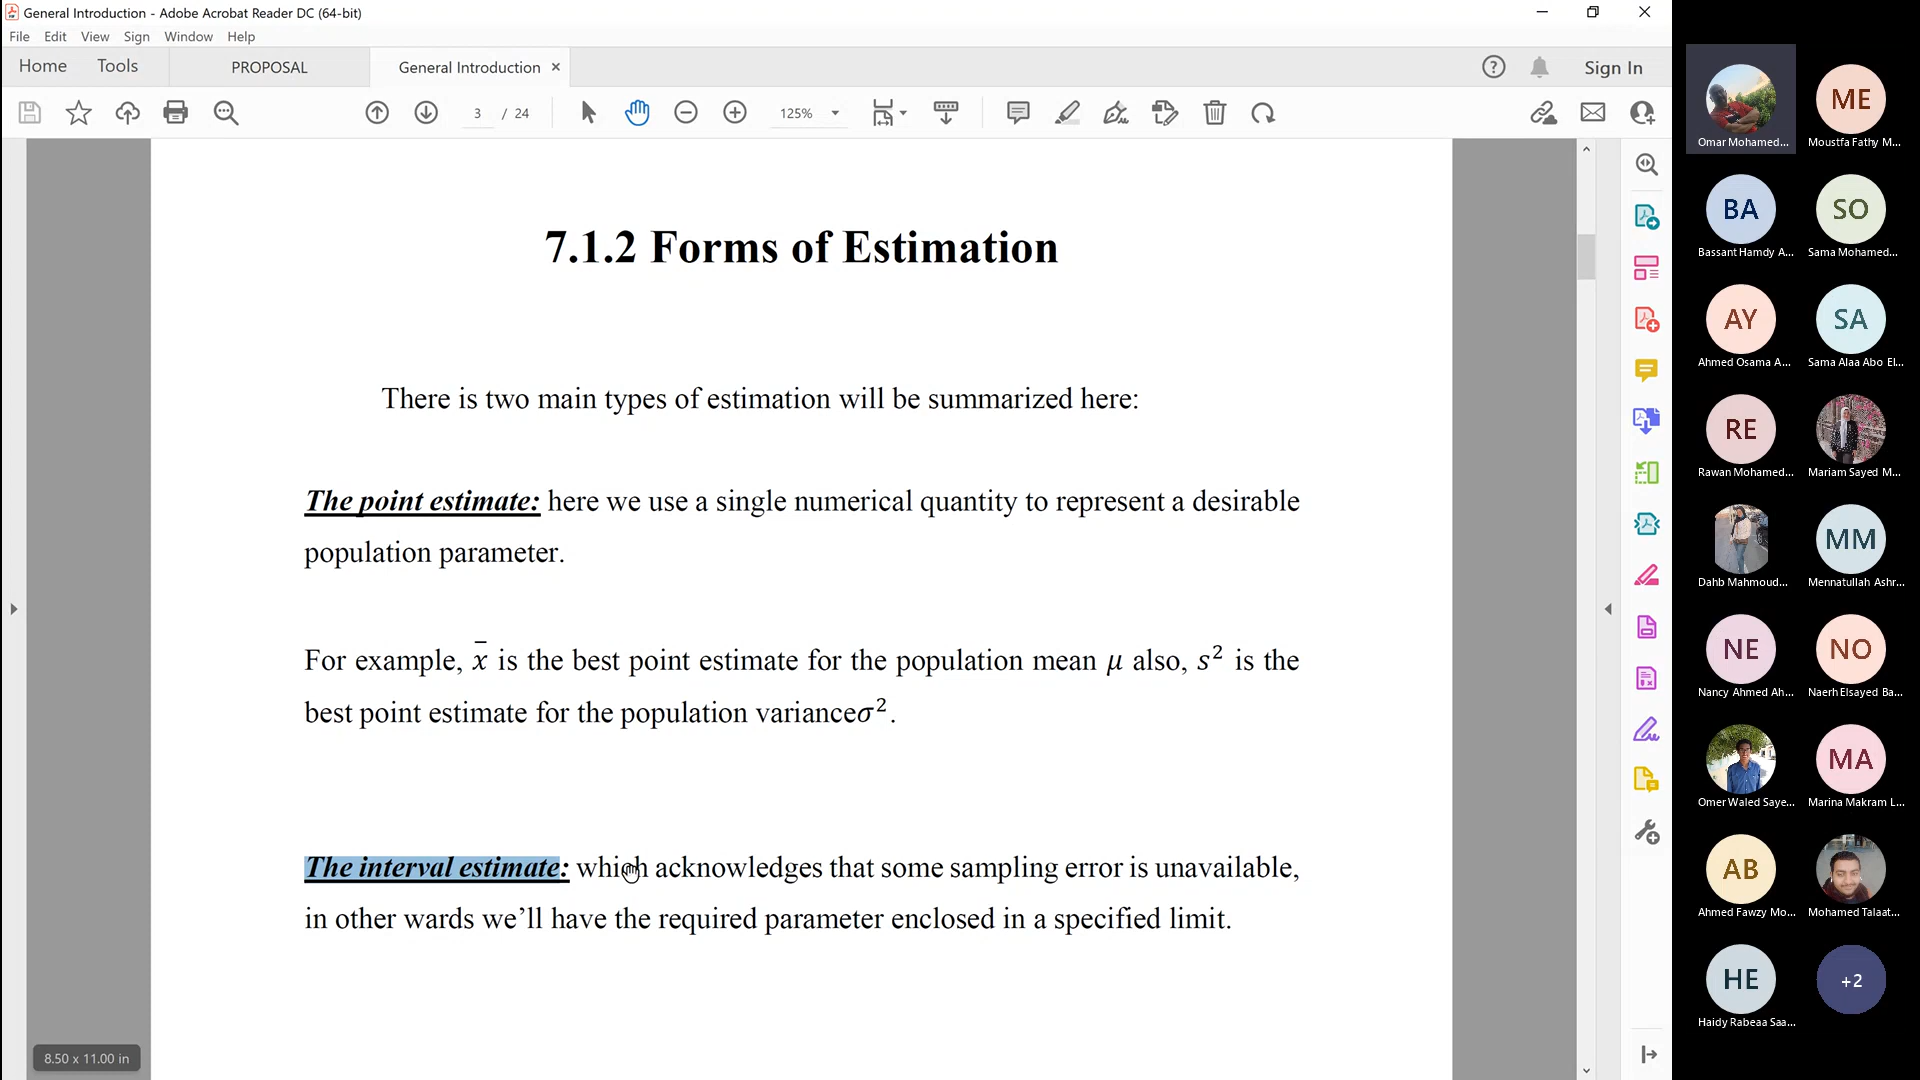 General Introduction - Adobe Acrobat Reader DC (64-bit)
File Edit View Sign Window Help
Home Tools PROPOSAL General Introduction × Sign In
3 / 24 125%
7.1.2 Forms of Estimation
There is two main types of estimation will be summarized here:
The point estimate: here we use a single numerical quantity to represent a desirable
population parameter.
For example, x̄ is the best point estimate for the population mean μ also, s² is the
best point estimate for the population varianceσ².
The interval estimate: which acknowledges that some sampling error is unavailable,
in other wards we’ll have the required parameter enclosed in a specified limit.
8.50 x 11.00 in
ME
Omar Mohamed... Moustfa Fathy M...
BA SO
Bassant Hamdy A... Sama Mohamed...
AY SA
Ahmed Osama A... Sama Alaa Abo El...
RE
Rawan Mohamed... Mariam Sayed M...
MM
Dahb Mahmoud... Mennatullah Ashr...
NE NO
Nancy Ahmed Ah... Naerh Elsayed Ba...
MA
Omer Waled Saye... Marina Makram L...
AB
Ahmed Fawzy Mo... Mohamed Talaat...
HE +2
Haidy Rabeaa Saa...